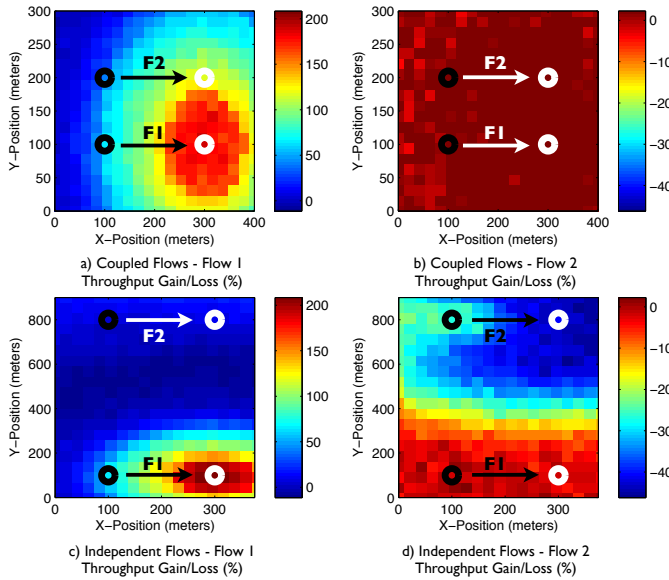 300
250
200
150
100
50
0
Y-Position (meters)
0 100 200 300 400
X-Position (meters)
F2
F1
200
150
100
50
0
a) Coupled Flows - Flow 1
Throughput Gain/Loss (%)
300
250
200
150
100
50
0
Y-Position (meters)
0 100 200 300 400
X-Position (meters)
F2
F1
0
−10
−20
−30
−40
b) Coupled Flows - Flow 2
Throughput Gain/Loss (%)
800
600
400
200
0
Y-Position (meters)
0 100 200 300
X-Position (meters)
F2
F1
200
150
100
50
0
c) Independent Flows - Flow 1
Throughput Gain/Loss (%)
800
600
400
200
0
Y-Position (meters)
0 100 200 300
X-Position (meters)
F2
F1
0
−10
−20
−30
−40
d) Independent Flows - Flow 2
Throughput Gain/Loss (%)